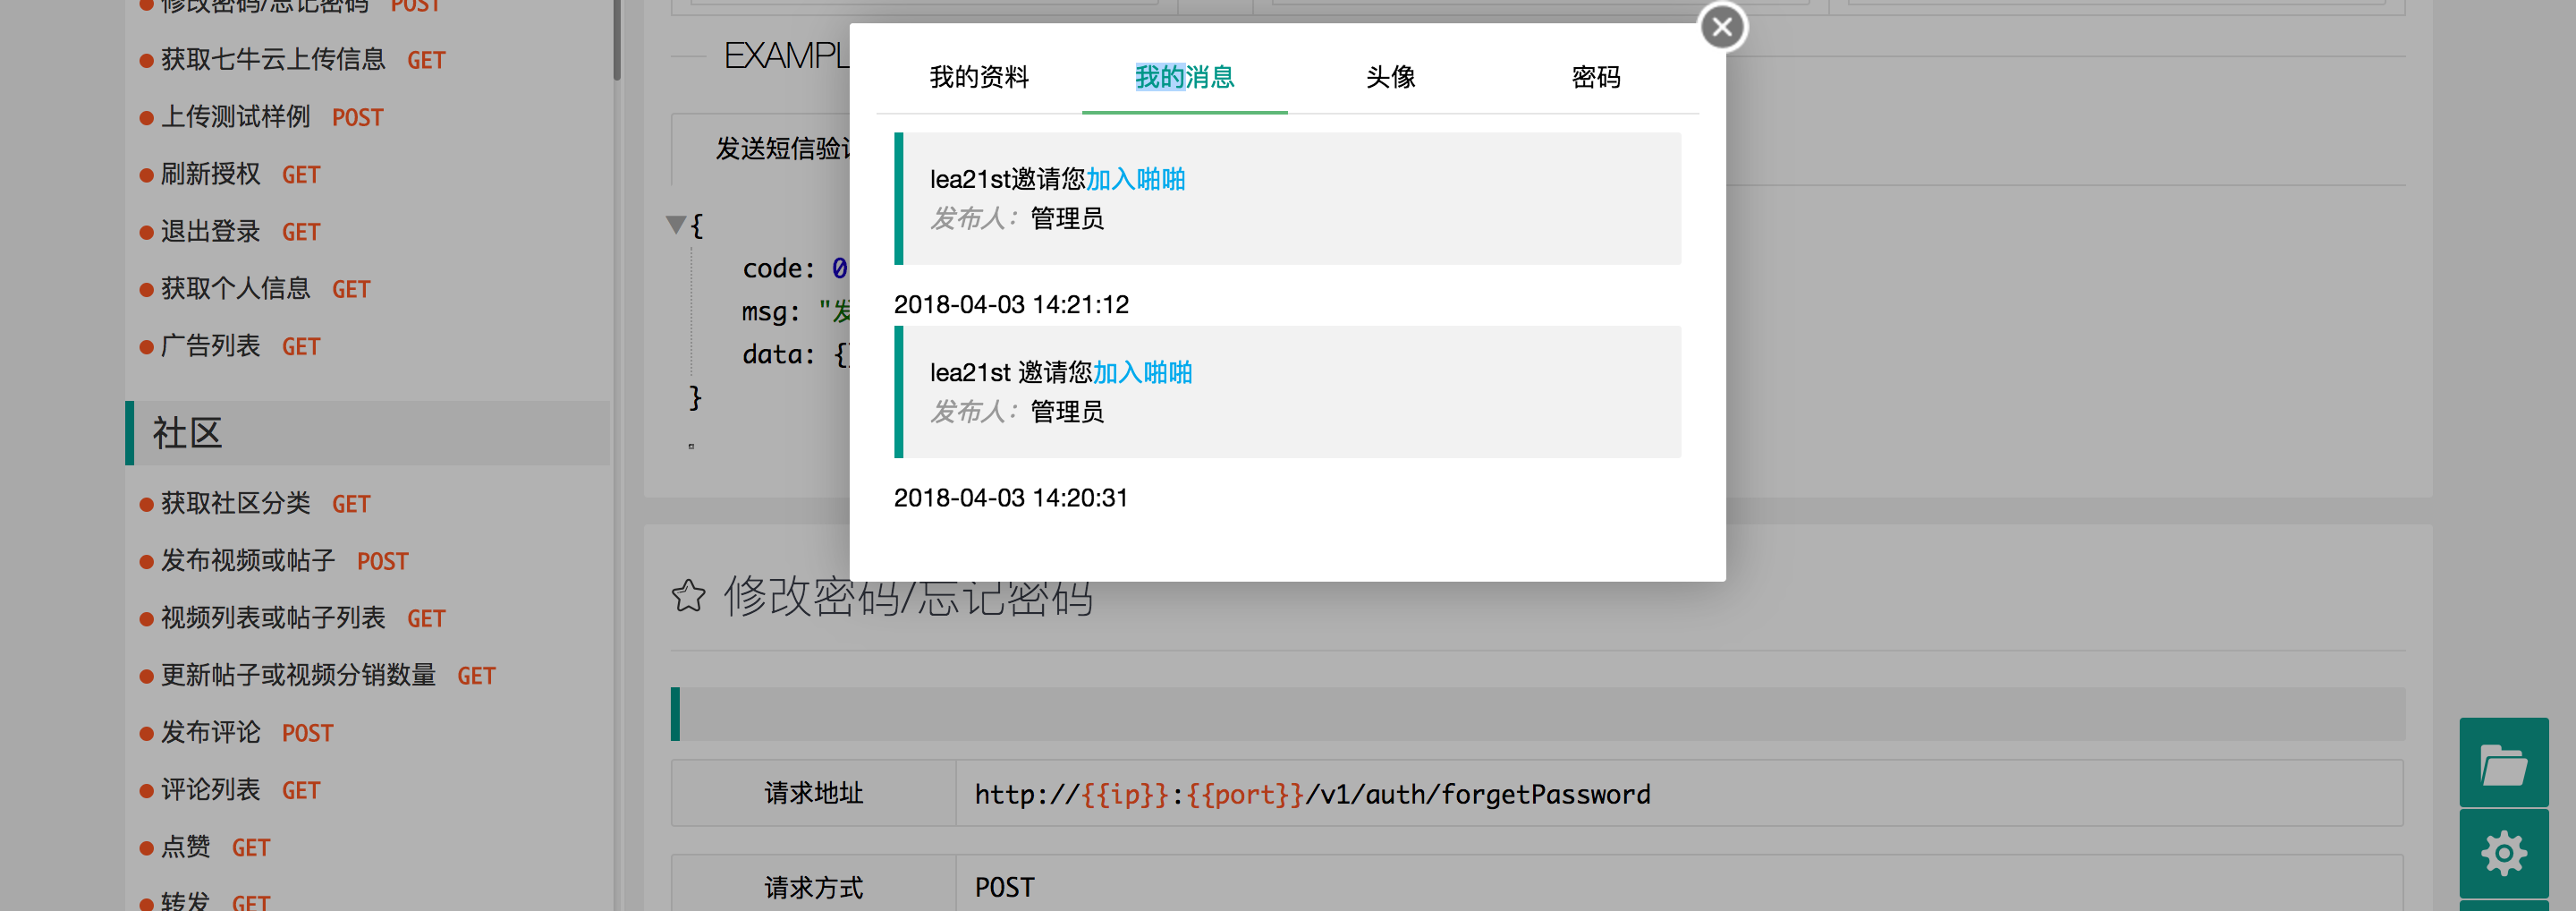 修改密码/忘记密码 POST
获取七牛云上传信息 GET
上传测试样例 POST
刷新授权 GET
退出登录 GET
获取个人信息 GET
广告列表 GET
社区
获取社区分类 GET
发布视频或帖子 POST
视频列表或帖子列表 GET
更新帖子或视频分销数量 GET
发布评论 POST
评论列表 GET
点赞 GET
转发 GET
EXAMPL
发送短信验
{
code: 0
msg: "发
data: {
}
我的资料 我的消息 头像 密码
lea21st邀请您加入啪啪
发布人：管理员
2018-04-03 14:21:12
lea21st 邀请您加入啪啪
发布人：管理员
2018-04-03 14:20:31
修改密码/忘记密码
请求地址 http://{{ip}}:{{port}}/v1/auth/forgetPassword
请求方式 POST